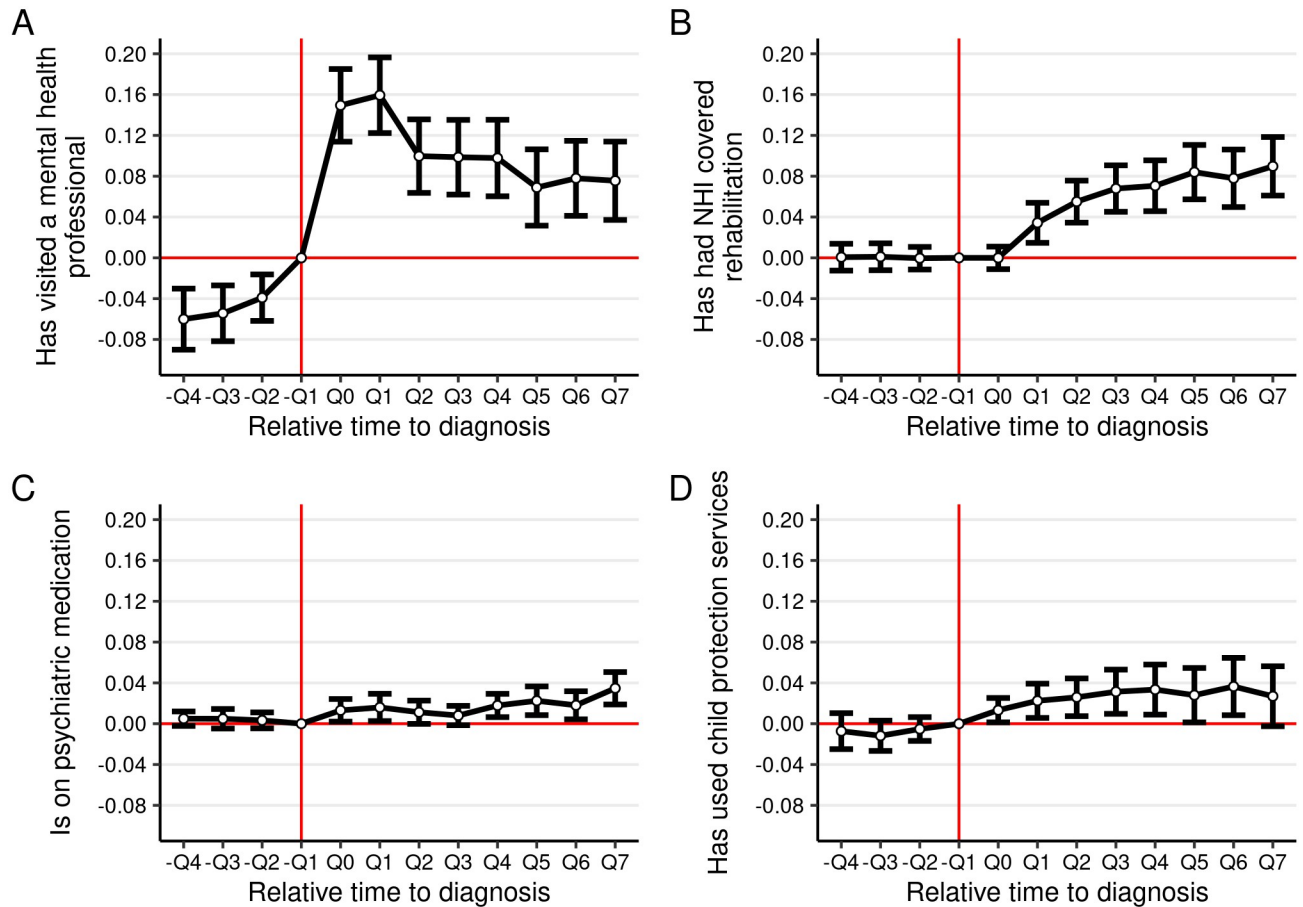 A
Has visited a mental health
professional
0.20
0.16
0.12
0.08
0.04
0.00
-0.04
-0.08
-Q4 -Q3 -Q2 -Q1 Q0 Q1 Q2 Q3 Q4 Q5 Q6 Q7
Relative time to diagnosis
B
Has had NHI covered
rehabilitation
0.20
0.16
0.12
0.08
0.04
0.00
-0.04
-0.08
-Q4 -Q3 -Q2 -Q1 Q0 Q1 Q2 Q3 Q4 Q5 Q6 Q7
Relative time to diagnosis
C
Is on psychiatric medication
0.20
0.16
0.12
0.08
0.04
0.00
-0.04
-0.08
-Q4 -Q3 -Q2 -Q1 Q0 Q1 Q2 Q3 Q4 Q5 Q6 Q7
Relative time to diagnosis
D
Has used child protection services
0.20
0.16
0.12
0.08
0.04
0.00
-0.04
-0.08
-Q4 -Q3 -Q2 -Q1 Q0 Q1 Q2 Q3 Q4 Q5 Q6 Q7
Relative time to diagnosis